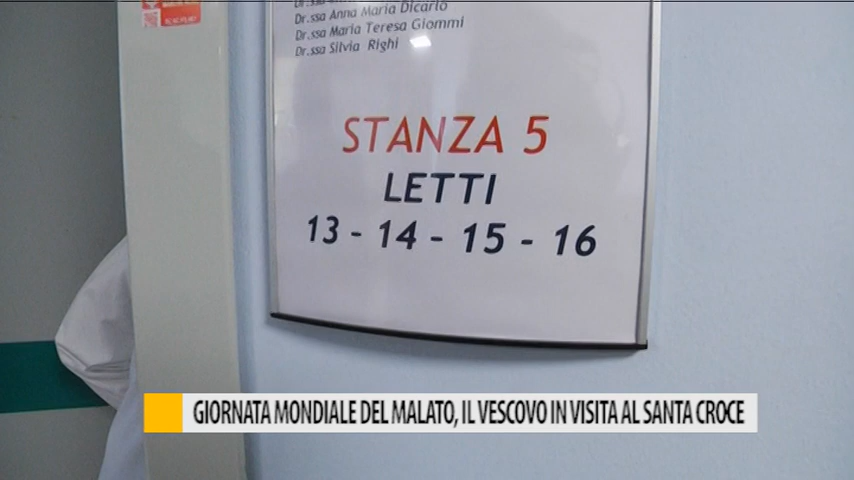 Dr.ssa Anna Maria Dicarlo
Dr.ssa Maria Teresa Giommi
Dr.ssa Silvia Righi
STANZA 5
LETTI
13 - 14 - 15 - 16
GIORNATA MONDIALE DEL MALATO, IL VESCOVO IN VISITA AL SANTA CROCE